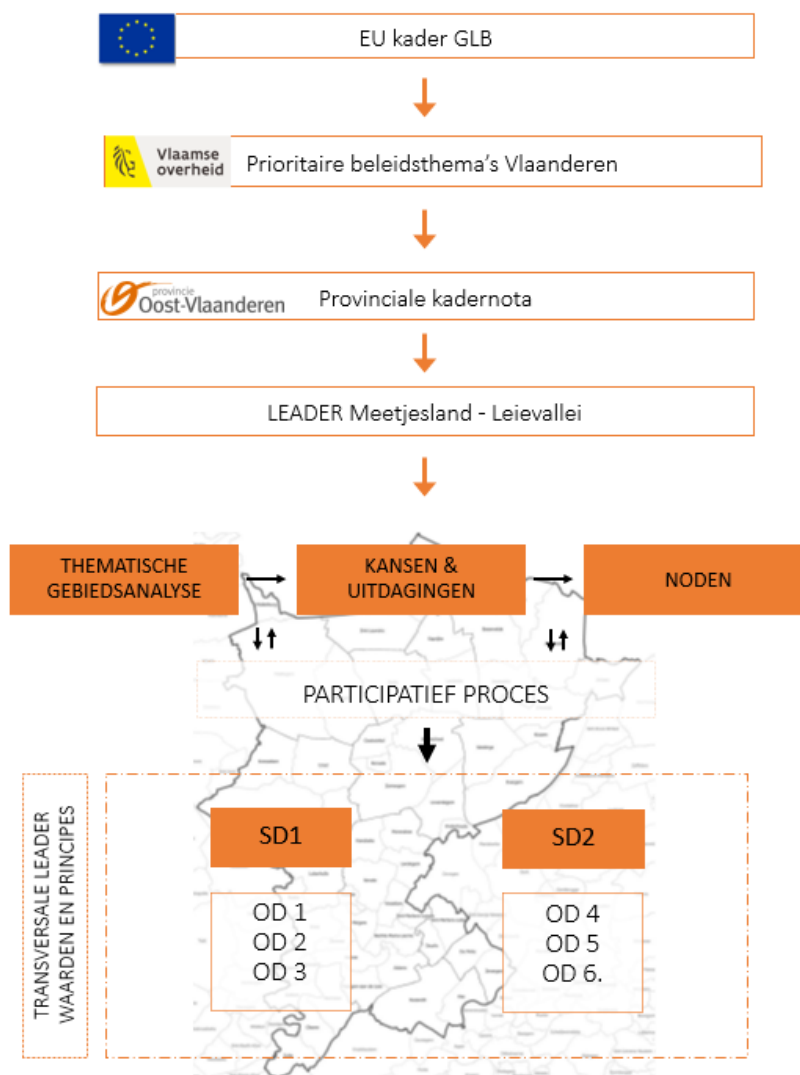 EU kader GLB
Vlaamse
overheid
Prioritaire beleidsthema's Vlaanderen
provincie
Oost-Vlaanderen
Provinciale kadernota
LEADER Meetjesland - Leievallei
THEMATISCHE
GEBIEDSANALYSE
KANSEN &
UITDAGINGEN
NODEN
PARTICIPATIEF PROCES
TRANSVERSALE LEADER
WAARDEN EN PRINCIPES
SD1
OD 1
OD 2
OD 3
SD2
OD 4
OD 5
OD 6.